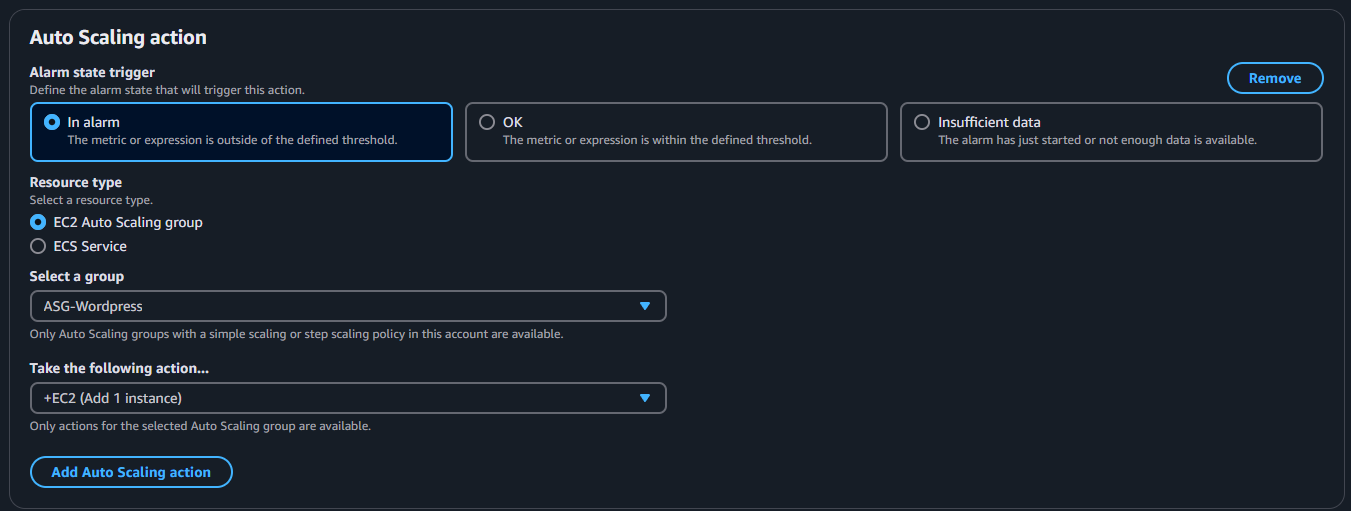 Auto Scaling action
Alarm state trigger
Define the alarm state that will trigger this action.
Remove
In alarm
The metric or expression is outside of the defined threshold.
OK
The metric or expression is within the defined threshold.
Insufficient data
The alarm has just started or not enough data is available.
Resource type
Select a resource type.
EC2 Auto Scaling group
ECS Service
Select a group
ASG-Wordpress
Only Auto Scaling groups with a simple scaling or step scaling policy in this account are available.
Take the following action...
+EC2 (Add 1 instance)
Only actions for the selected Auto Scaling group are available.
Add Auto Scaling action